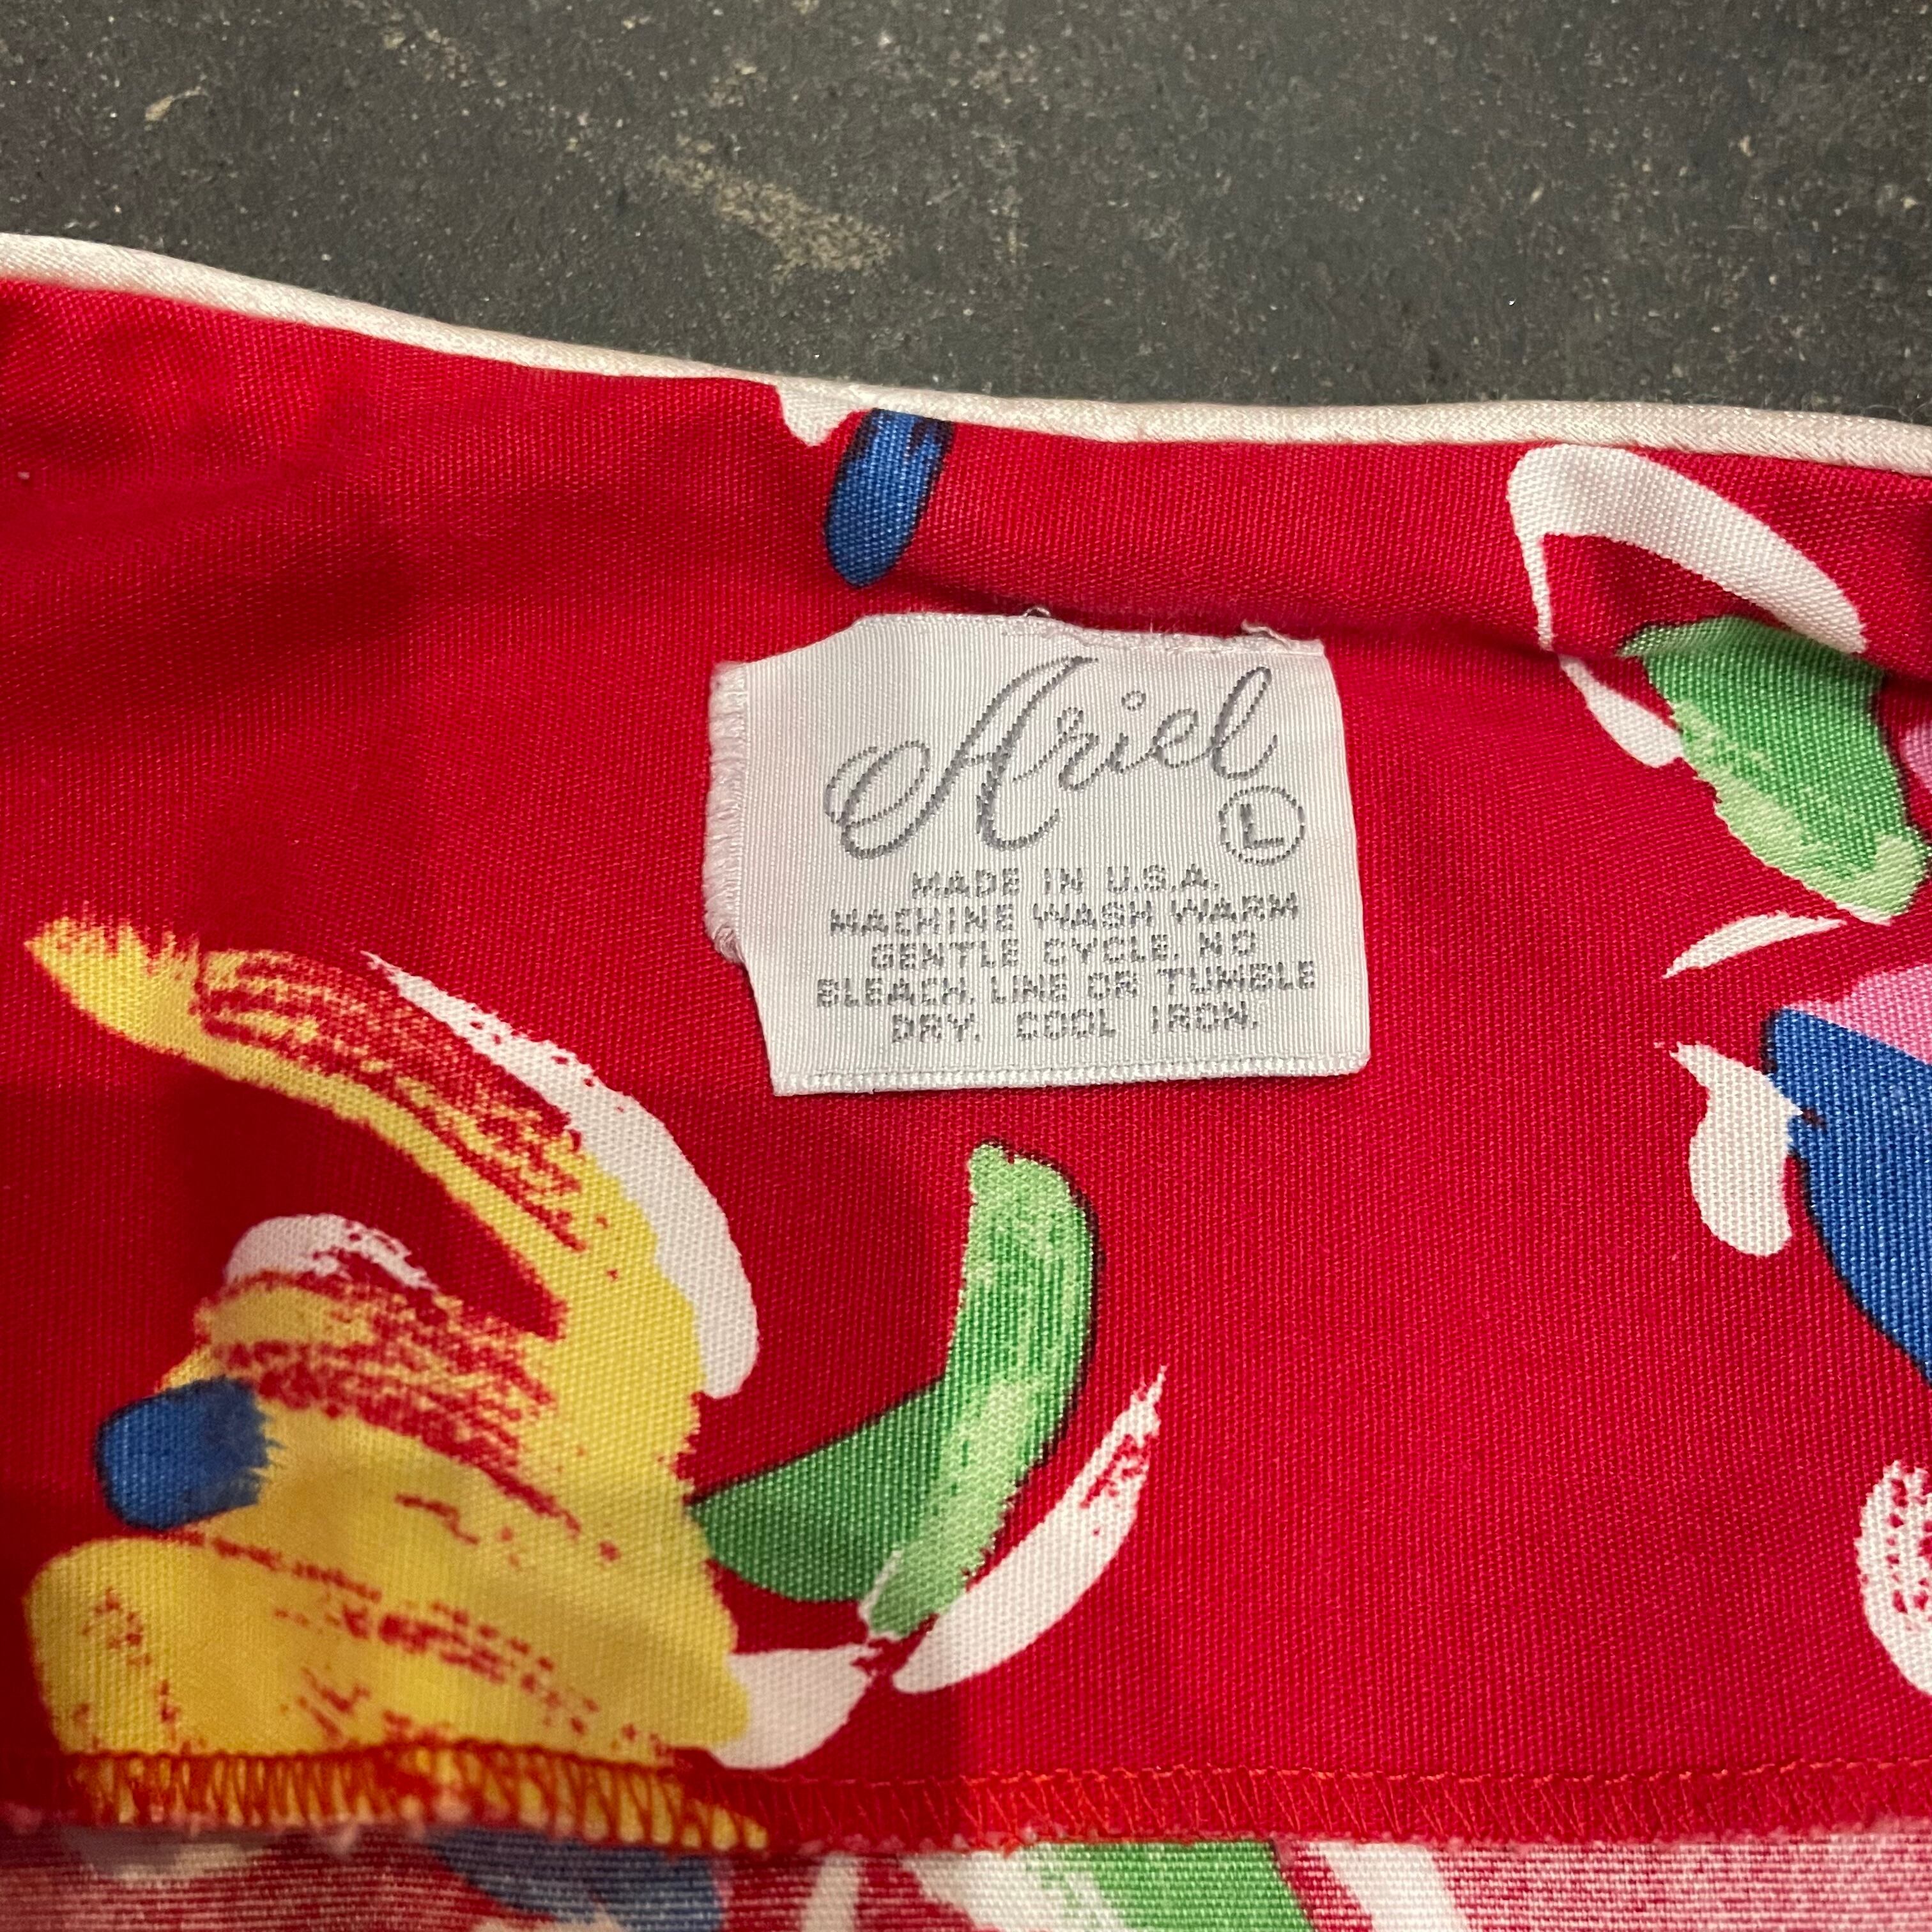 Ariel
L
MADE IN U.S.A.
MACHINE WASH WARM
GENTLE CYCLE, NO
BLEACH, LINE OR TUMBLE
DRY. COOL IRON.